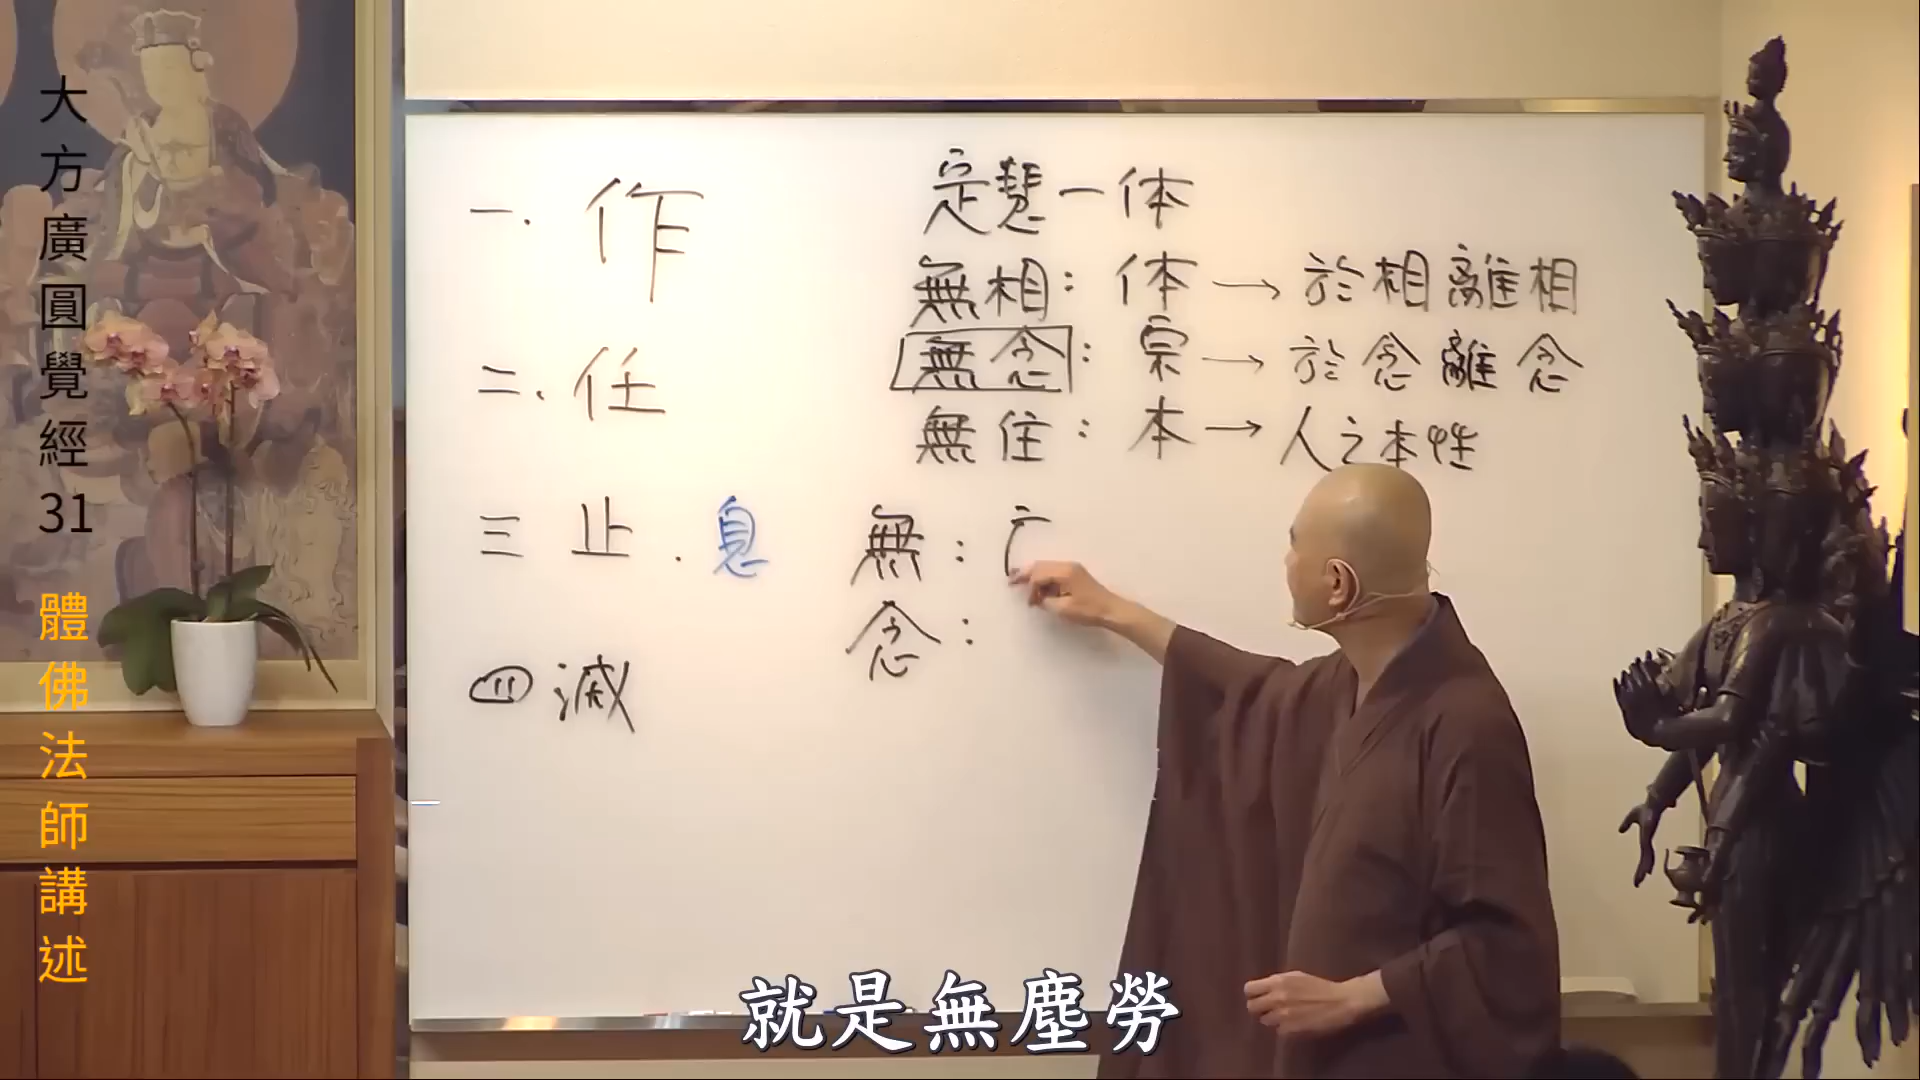 大方廣圓覺經31 體佛法師講述
一. 作
二、任
三 止 . 息
四 滅
定慧一体
無相: 体 → 於相離相
無念: 宗 → 於念離念
無住: 本 → 人之本性
無:
念:
就是無塵勞